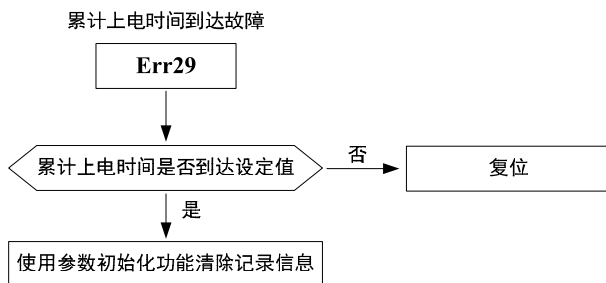 累计上电时间到达故障
Err29
累计上电时间是否到达设定值
否
复位
是
使用参数初始化功能清除记录信息